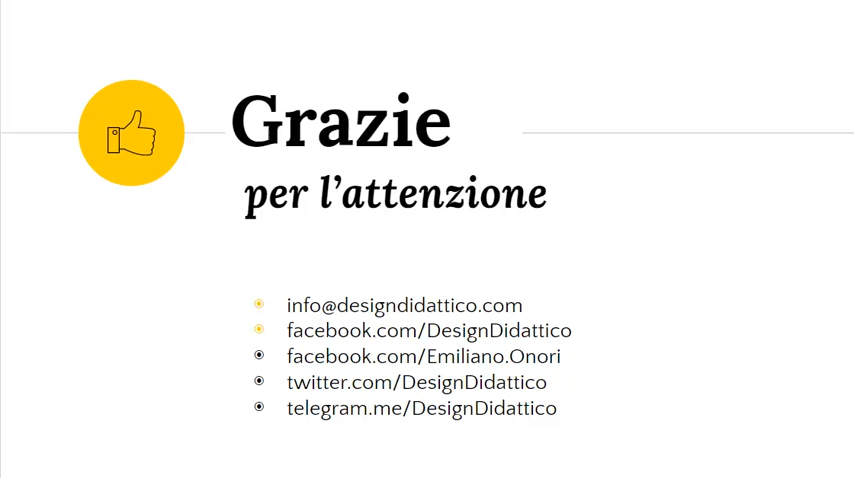 Grazie
per l’attenzione
info@designdidattico.com
facebook.com/DesignDidattico
facebook.com/Emiliano.Onori
twitter.com/DesignDidattico
telegram.me/DesignDidattico